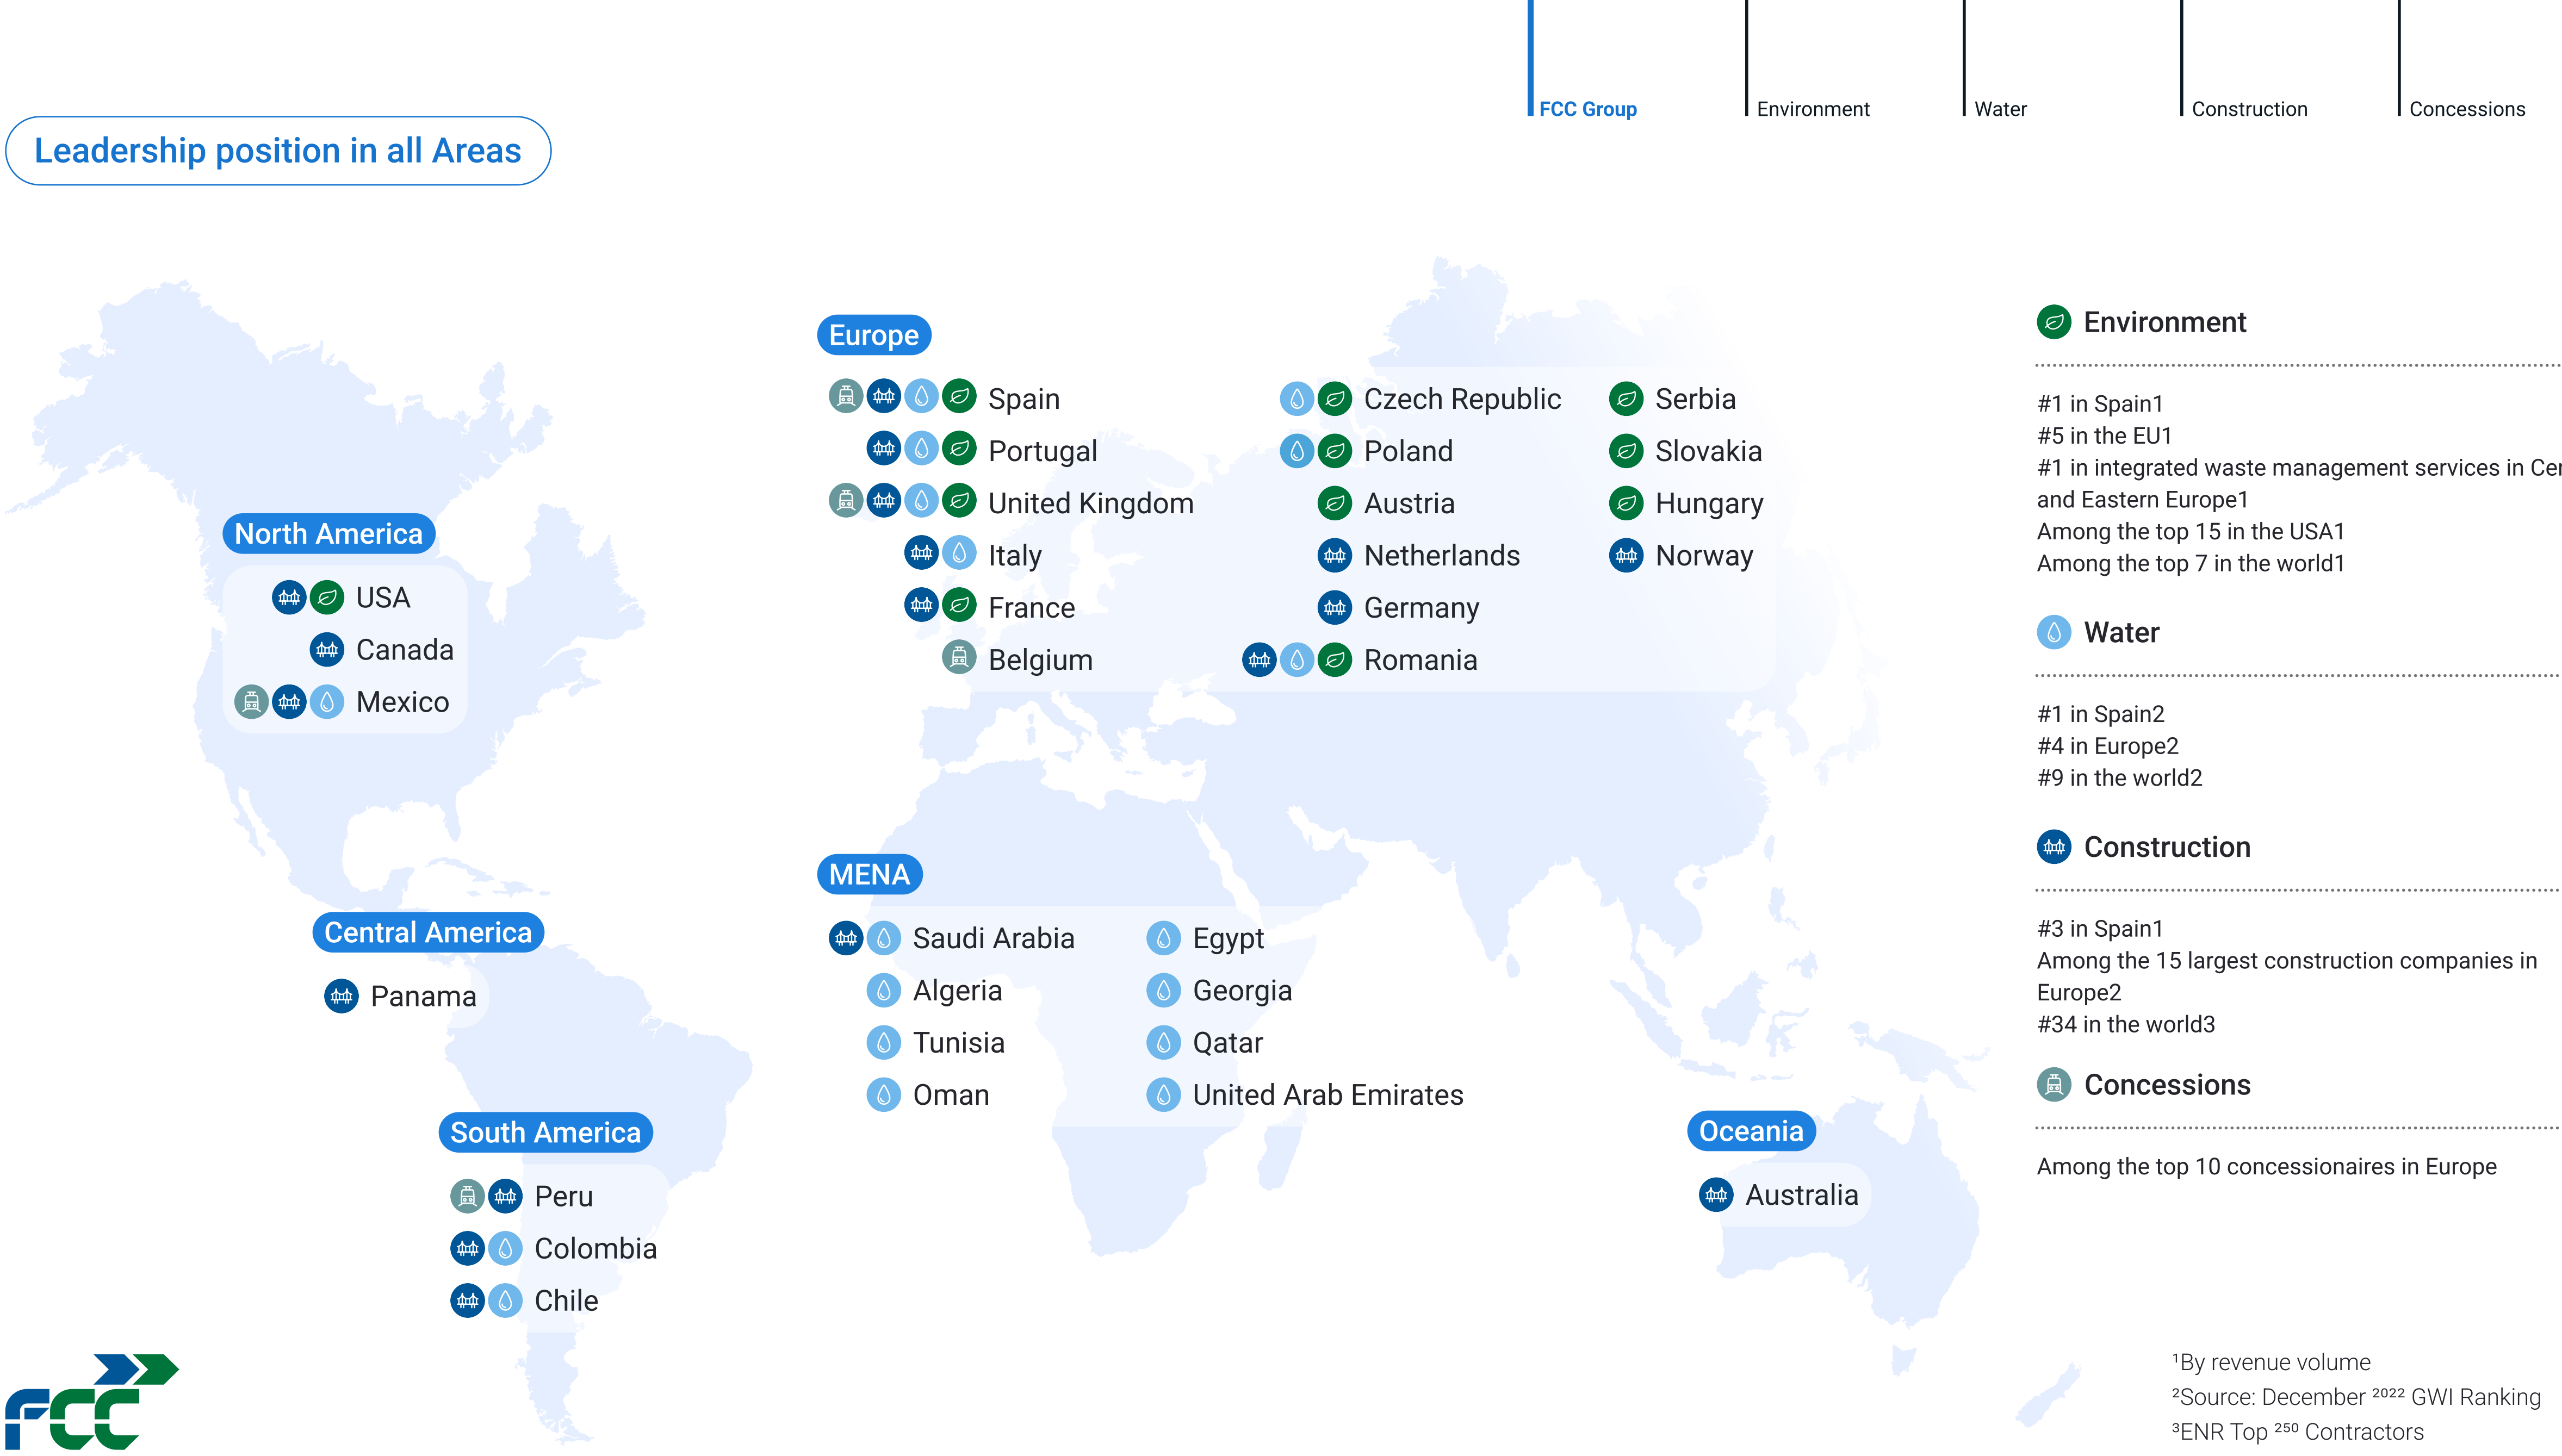 FCC Group
Environment
Water
Construction
Concessions
Leadership position in all Areas
North America
USA
Canada
Mexico
Central America
Panama
South America
Peru
Colombia
Chile
Europe
Spain
Portugal
United Kingdom
Italy
France
Belgium
Czech Republic
Poland
Austria
Netherlands
Germany
Romania
Serbia
Slovakia
Hungary
Norway
MENA
Saudi Arabia
Algeria
Tunisia
Oman
Egypt
Georgia
Qatar
United Arab Emirates
Oceania
Australia
Environment
#1 in Spain1
#5 in the EU1
#1 in integrated waste management services in
and Eastern Europe1
Among the top 15 in the USA1
Among the top 7 in the world1
Water
#1 in Spain2
#4 in Europe2
#9 in the world2
Construction
#3 in Spain1
Among the 15 largest construction companies in
Europe2
#34 in the world3
Concessions
Among the top 10 concessionaires in Europe
¹By revenue volume
²Source: December ²⁰²² GWI Ranking
³ENR Top ²⁵⁰ Contractors
FCC